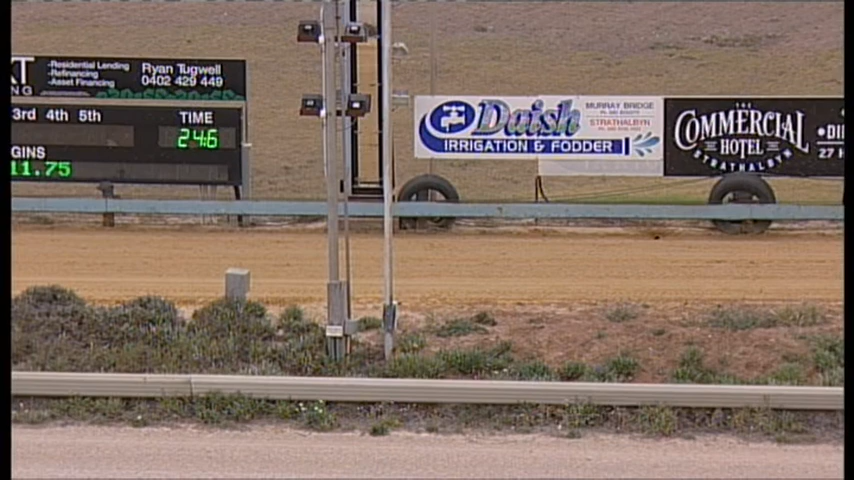 -Residential Lending
-Refinancing
-Asset Financing
Ryan Tugwell
0402 429 449
3rd 4th 5th TIME
24.6
GINS
11.75
Daish
IRRIGATION & FODDER
MURRAY BRIDGE
STRATHALBYN
THE
COMMERCIAL
HOTEL
STRATHALBYN
27 H